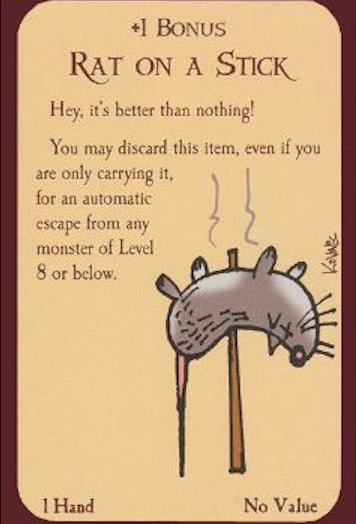 +1 Bonus
Rat on a Stick
Hey, it's better than nothing!
You may discard this item, even if you
are only carrying it,
for an automatic
escape from any
monster of Level
8 or below.
Kovalic
1 Hand
No Value